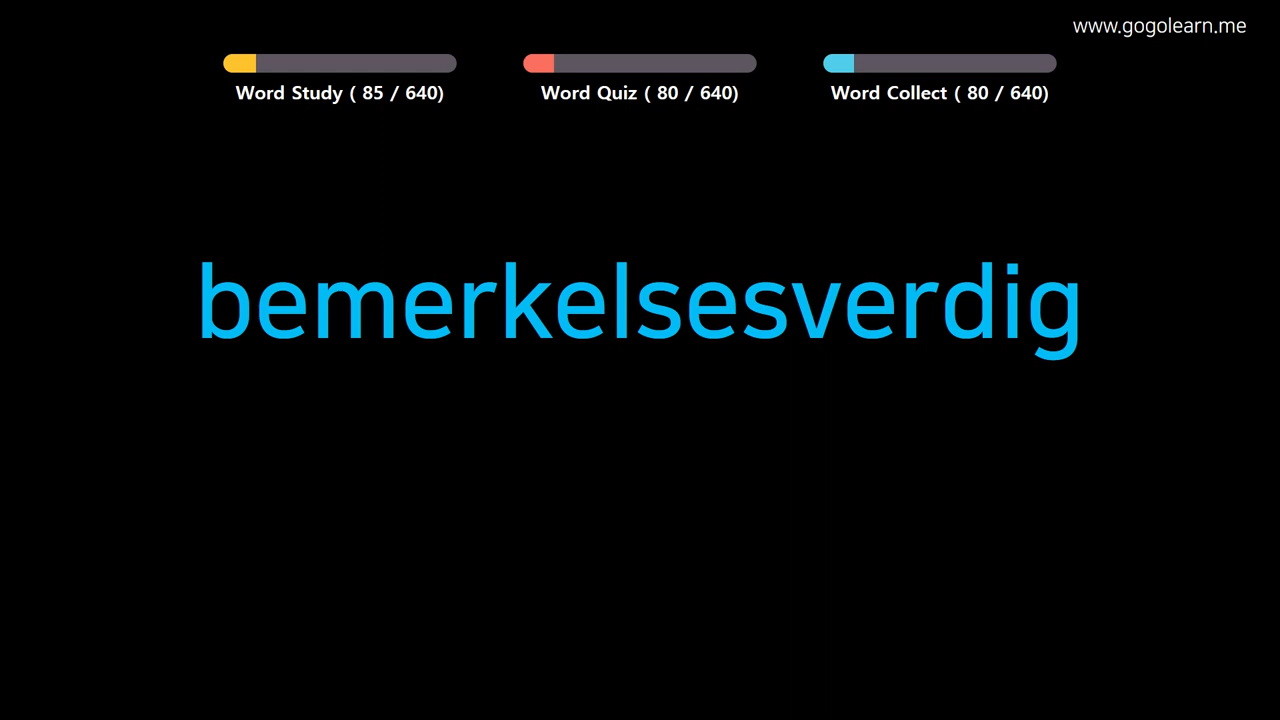 www.gogolearn.me
Word Study ( 85 / 640)
Word Quiz ( 80 / 640)
Word Collect ( 80 / 640)
bemerkelsesverdig